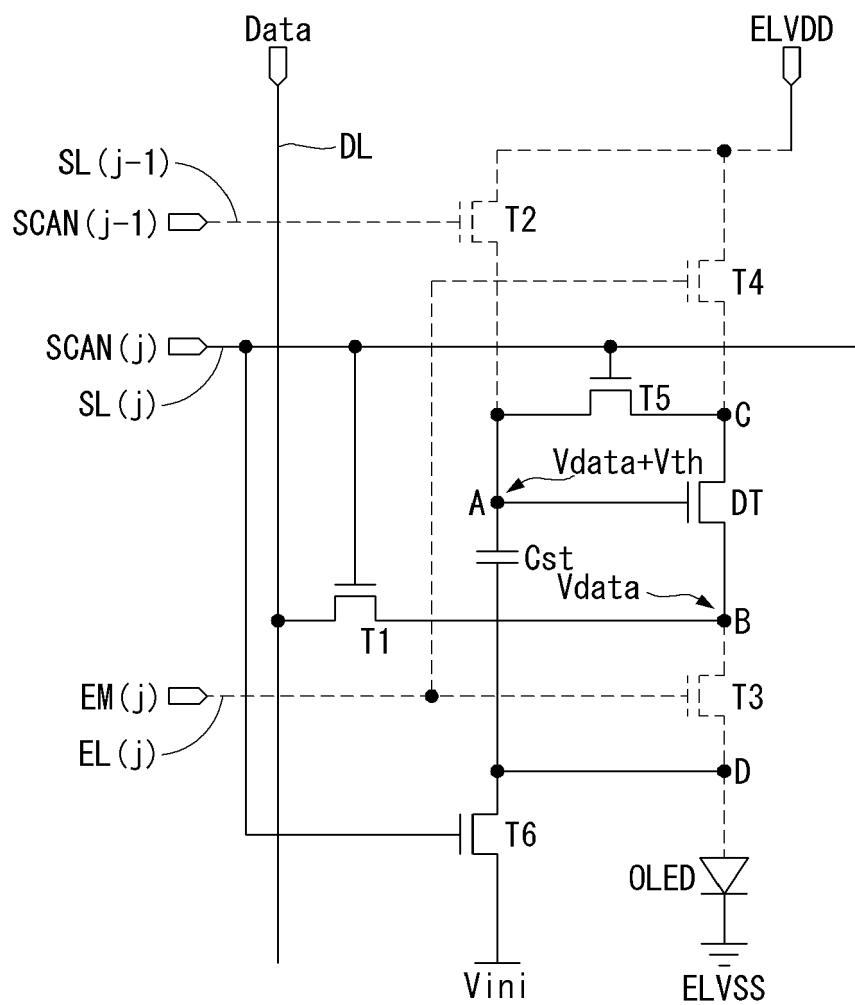 Data
ELVDD
DL
SL(j-1)
SCAN(j-1)
T2
T4
SCAN(j)
SL(j)
T5
C
Vdata+Vth
A
DT
Cst
Vdata
B
T1
EM(j)
T3
EL(j)
D
T6
OLED
Vini
ELVSS